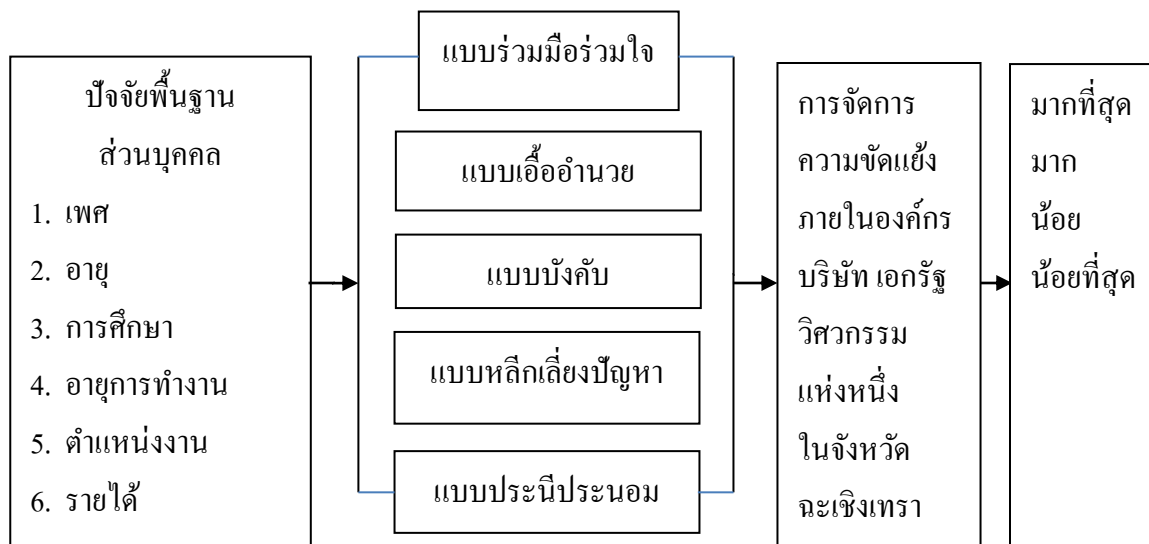 ปัจจัยพื้นฐาน
ส่วนบุคคล
1. เพศ
2. อายุ
3. การศึกษา
4. อายุการทำงาน
5. ตำแหน่งงาน
6. รายได้
แบบร่วมมือร่วมใจ
แบบเอื้ออำนวย
แบบบังคับ
แบบหลีกเลี่ยงปัญหา
แบบประนีประนอม
การจัดการ
ความขัดแย้ง
ภายในองค์กร
บริษัท เอกรัฐ
วิศวกรรม
แห่งหนึ่ง
ในจังหวัด
ฉะเชิงเทรา
มากที่สุด
มาก
น้อย
น้อยที่สุด